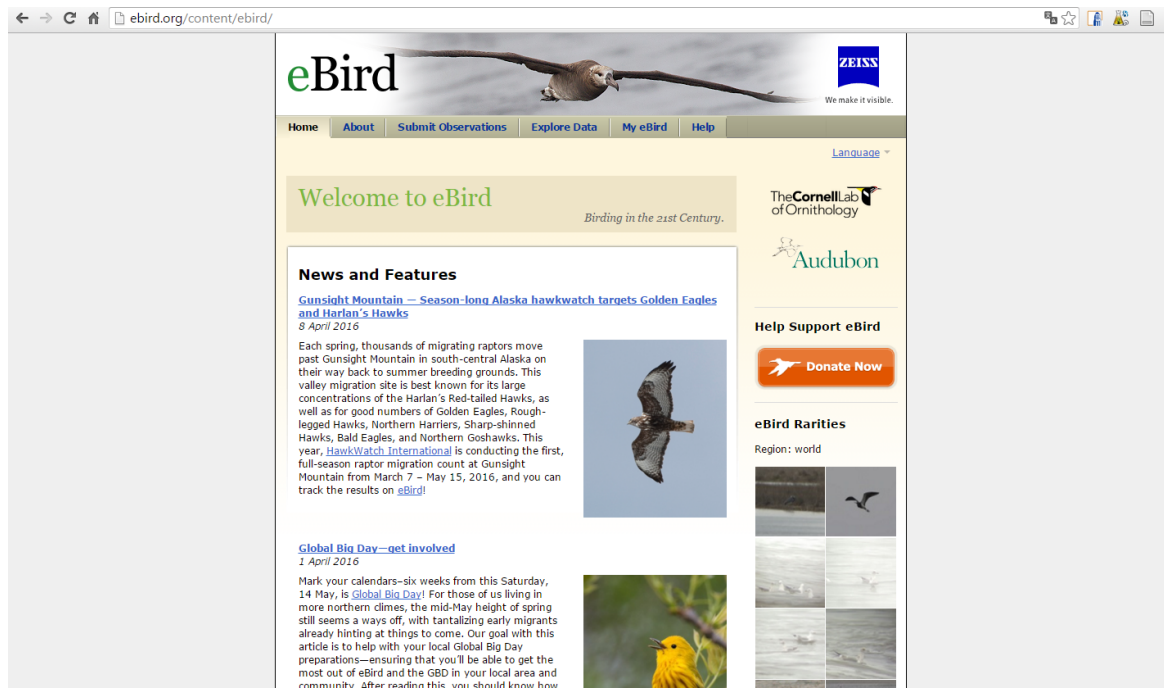 ebird.org/content/ebird/
eBird
ZEISS
We make it visible.
Home
About
Submit Observations
Explore Data
My eBird
Help
Language
Welcome to eBird
Birding in the 21st Century.
TheCornellLab
of Ornithology
Audubon
News and Features
Gunsight Mountain — Season-long Alaska hawkwatch targets Golden Eagles
and Harlan's Hawks
8 April 2016
Each spring, thousands of migrating raptors move
past Gunsight Mountain in south-central Alaska on
their way back to summer breeding grounds. This
valley migration site is best known for its large
concentrations of the Harlan's Red-tailed Hawks, as
well as for good numbers of Golden Eagles, Rough-
legged Hawks, Northern Harriers, Sharp-shinned
Hawks, Bald Eagles, and Northern Goshawks. This
year, HawkWatch International is conducting the first,
full-season raptor migration count at Gunsight
Mountain from March 7 – May 15, 2016, and you can
track the results on eBird!
Global Big Day—get involved
1 April 2016
Mark your calendars–six weeks from this Saturday,
14 May, is Global Big Day! For those of us living in
more northern climes, the mid-May height of spring
still seems a ways off, with tantalizing early migrants
already hinting at things to come. Our goal with this
article is to help with your local Global Big Day
preparations—ensuring that you'll be able to get the
most out of eBird and the GBD in your local area and
community. After reading this, you should know how
Help Support eBird
Donate Now
eBird Rarities
Region: world